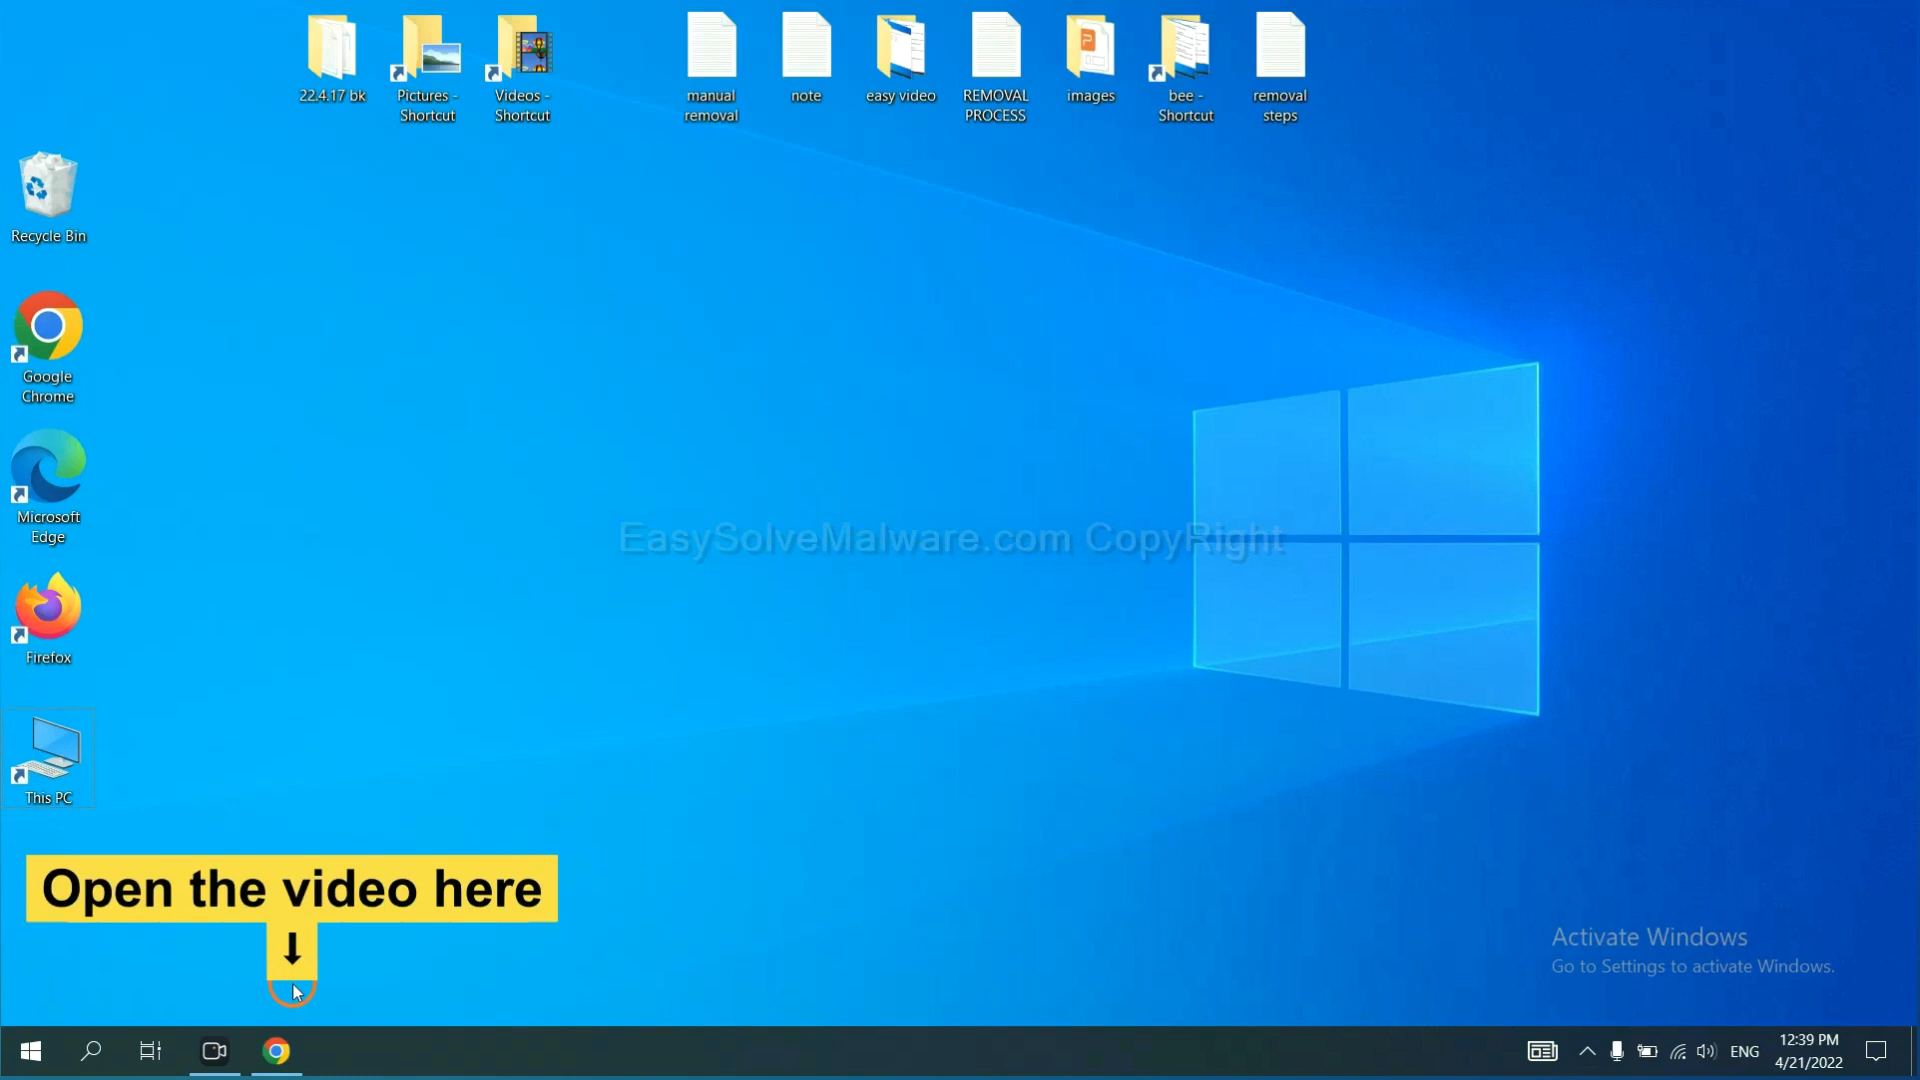 22.4.17 bk
Pictures -
Shortcut
Videos -
Shortcut
manual
removal
note
easy video
REMOVAL
PROCESS
images
bee -
Shortcut
removal
steps
Recycle Bin
Google
Chrome
Microsoft
Edge
EasySolveMalware.com CopyRight
Firefox
This PC
Open the video here
Activate Windows
Go to Settings to activate Windows.
ENG
12:39 PM
4/21/2022